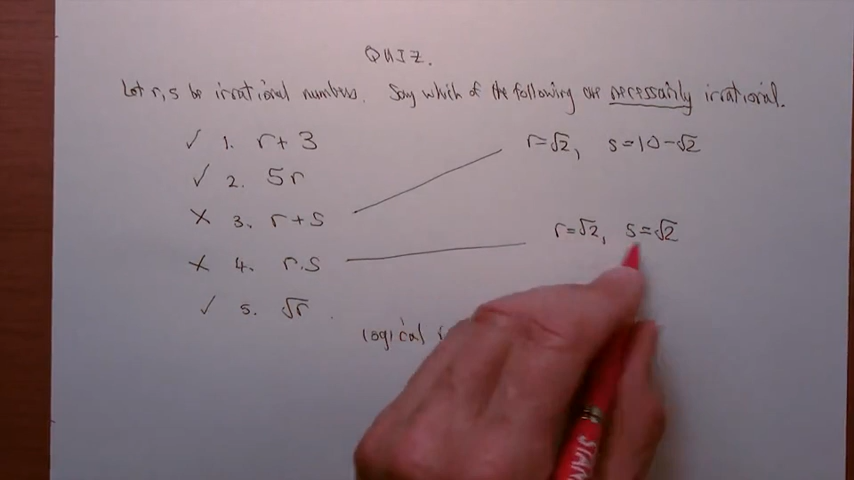 QUIZ.
Let r, s be irrational numbers. Say which of the following are necessarily irrational.
✓ 1. r+3
r=√2, s=10-√2
✓ 2. 5r
✗ 3. r+s
r=√2, s=√2
✗ 4. r.s
✓ 5. √r .
logical
STA